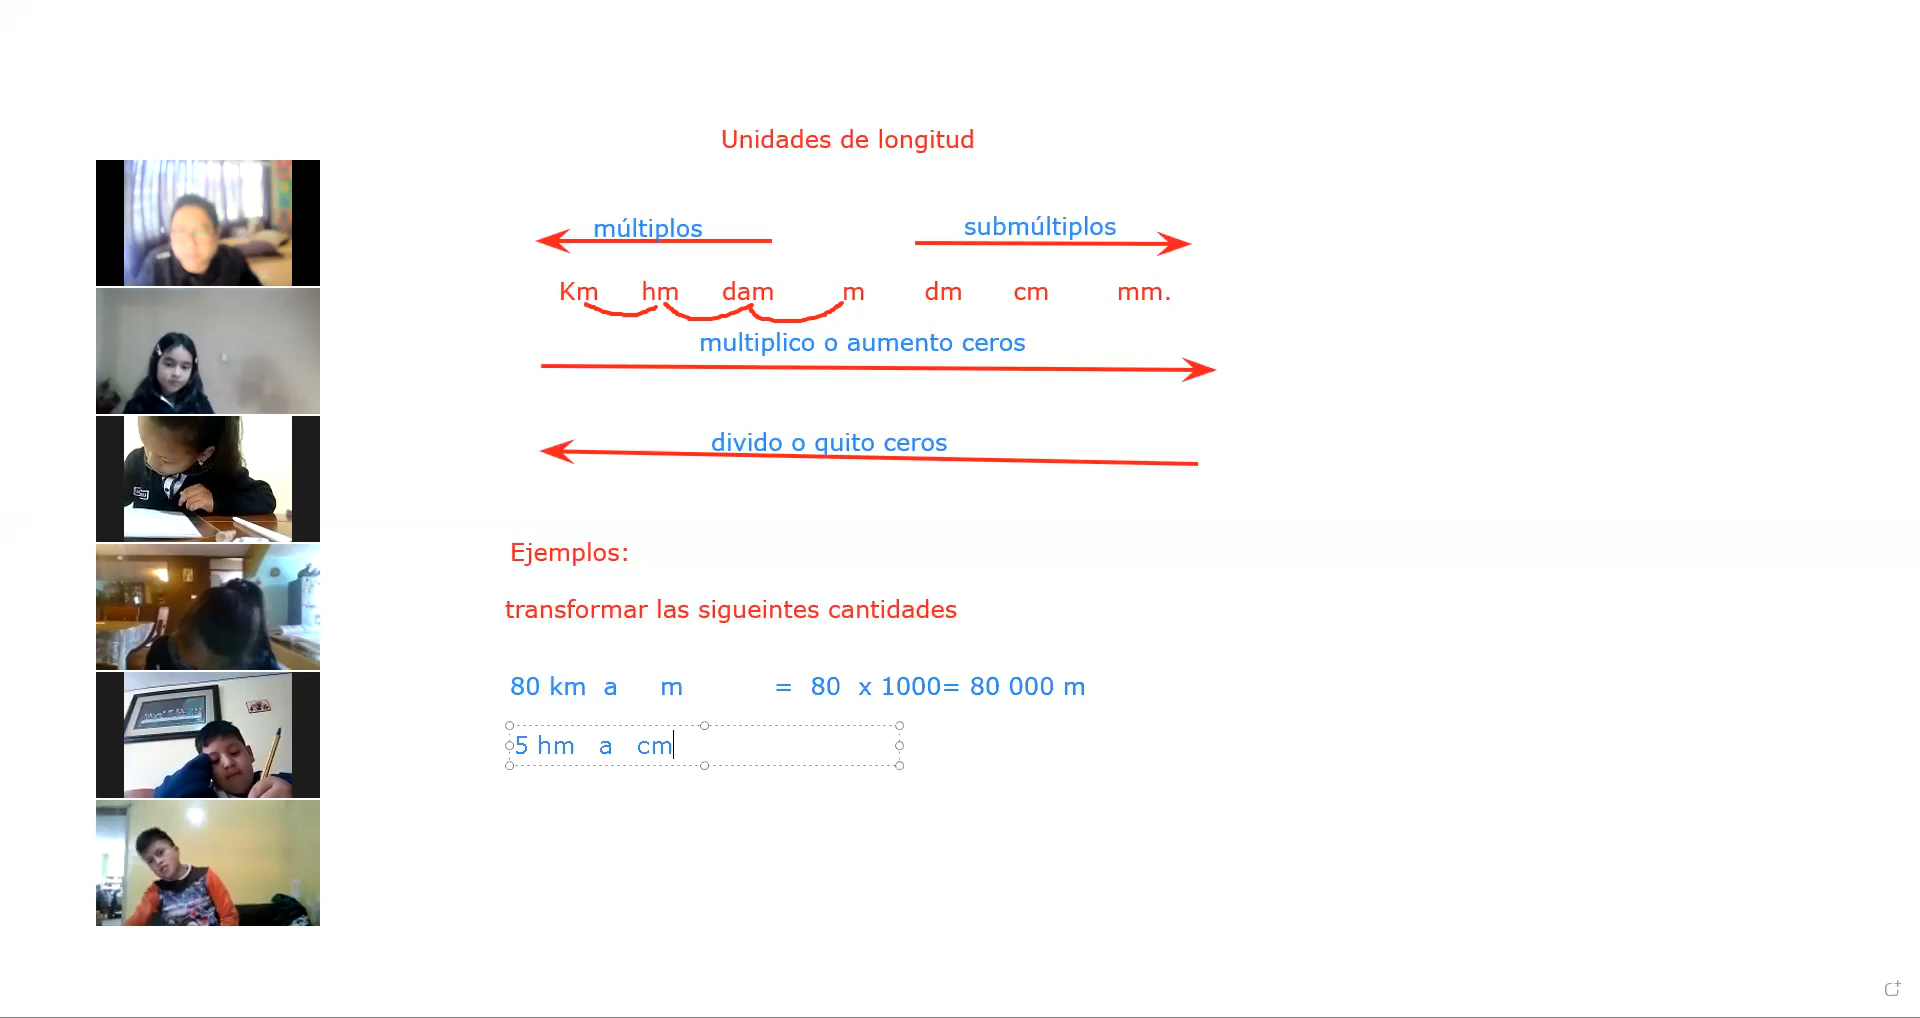 Unidades de longitud
múltiplos submúltiplos
Km hm dam m dm cm mm.
multiplico o aumento ceros
divido o quito ceros
Ejemplos:
transformar las sigueintes cantidades
80 km a m = 80 x 1000= 80 000 m
5 hm a cm